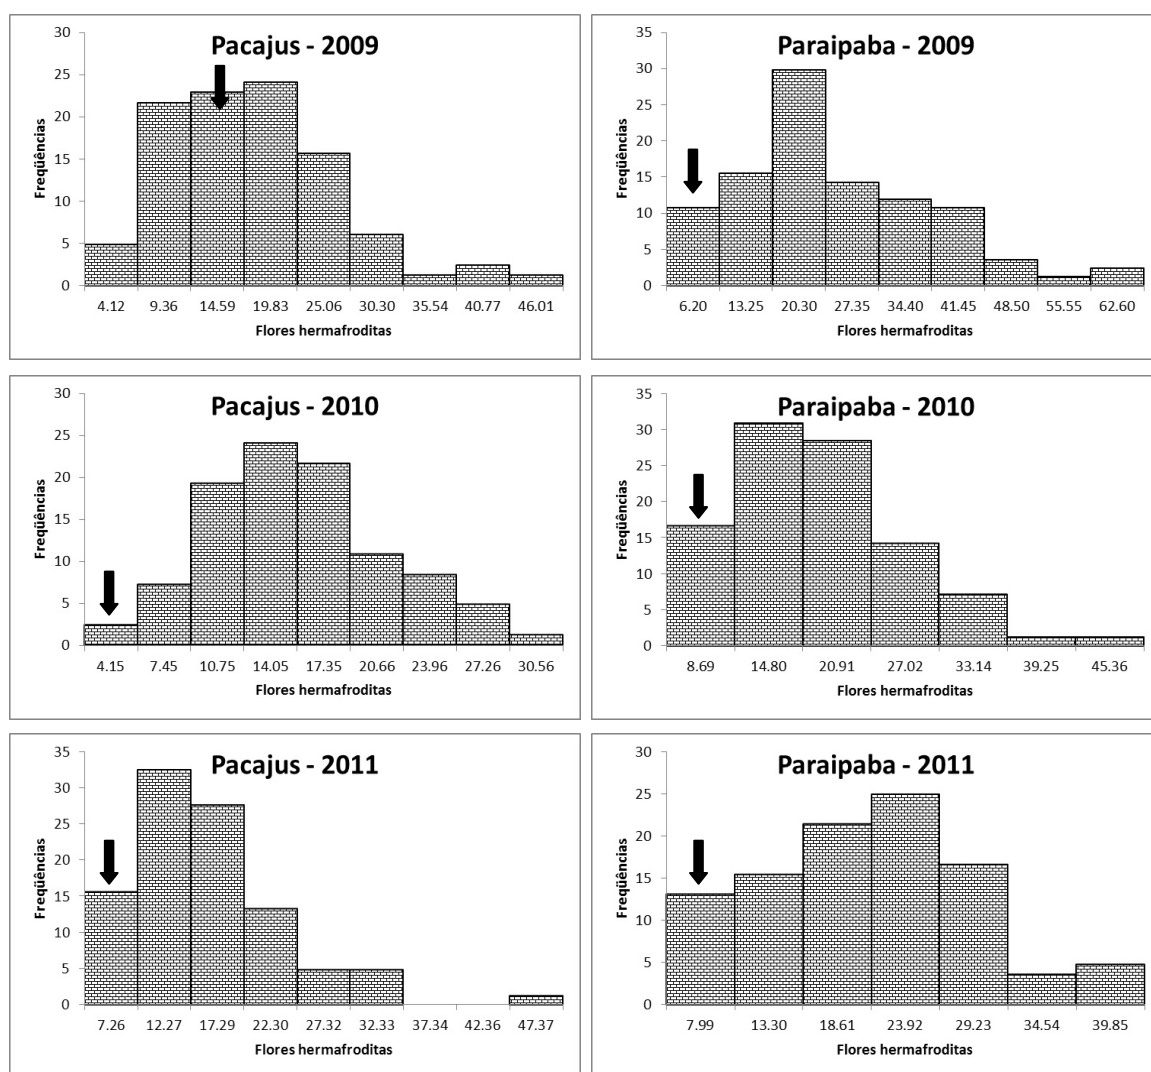 Pacajus - 2009
Freqüências
30
25
20
15
10
5
0
4.12 9.36 14.59 19.83 25.06 30.30 35.54 40.77 46.01
Flores hermafroditas
Paraipaba - 2009
Freqüências
35
30
25
20
15
10
5
0
6.20 13.25 20.30 27.35 34.40 41.45 48.50 55.55 62.60
Flores hermafroditas
Pacajus - 2010
Freqüências
30
25
20
15
10
5
0
4.15 7.45 10.75 14.05 17.35 20.66 23.96 27.26 30.56
Flores hermafroditas
Paraipaba - 2010
Freqüências
35
30
25
20
15
10
5
0
8.69 14.80 20.91 27.02 33.14 39.25 45.36
Flores hermafroditas
Pacajus - 2011
Freqüências
35
30
25
20
15
10
5
0
7.26 12.27 17.29 22.30 27.32 32.33 37.34 42.36 47.37
Flores hermafroditas
Paraipaba - 2011
Freqüências
30
25
20
15
10
5
0
7.99 13.30 18.61 23.92 29.23 34.54 39.85
Flores hermafroditas